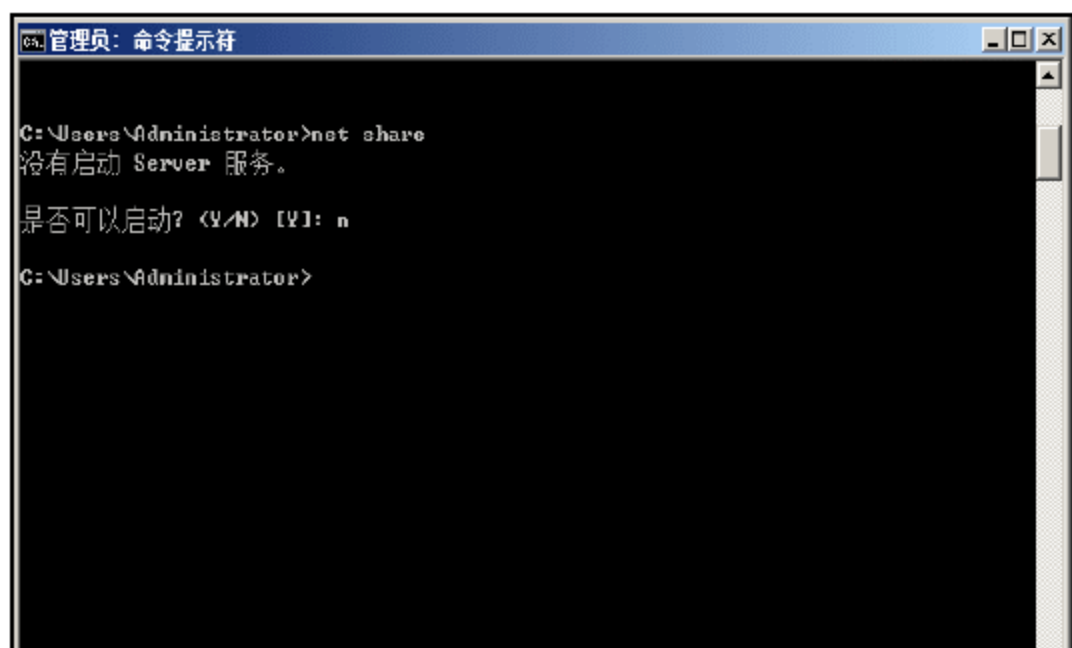 管理员：命令提示符
C:\Users\Administrator>net share
没有启动 Server 服务。
是否可以启动? (Y/N) [Y]: n
C:\Users\Administrator>